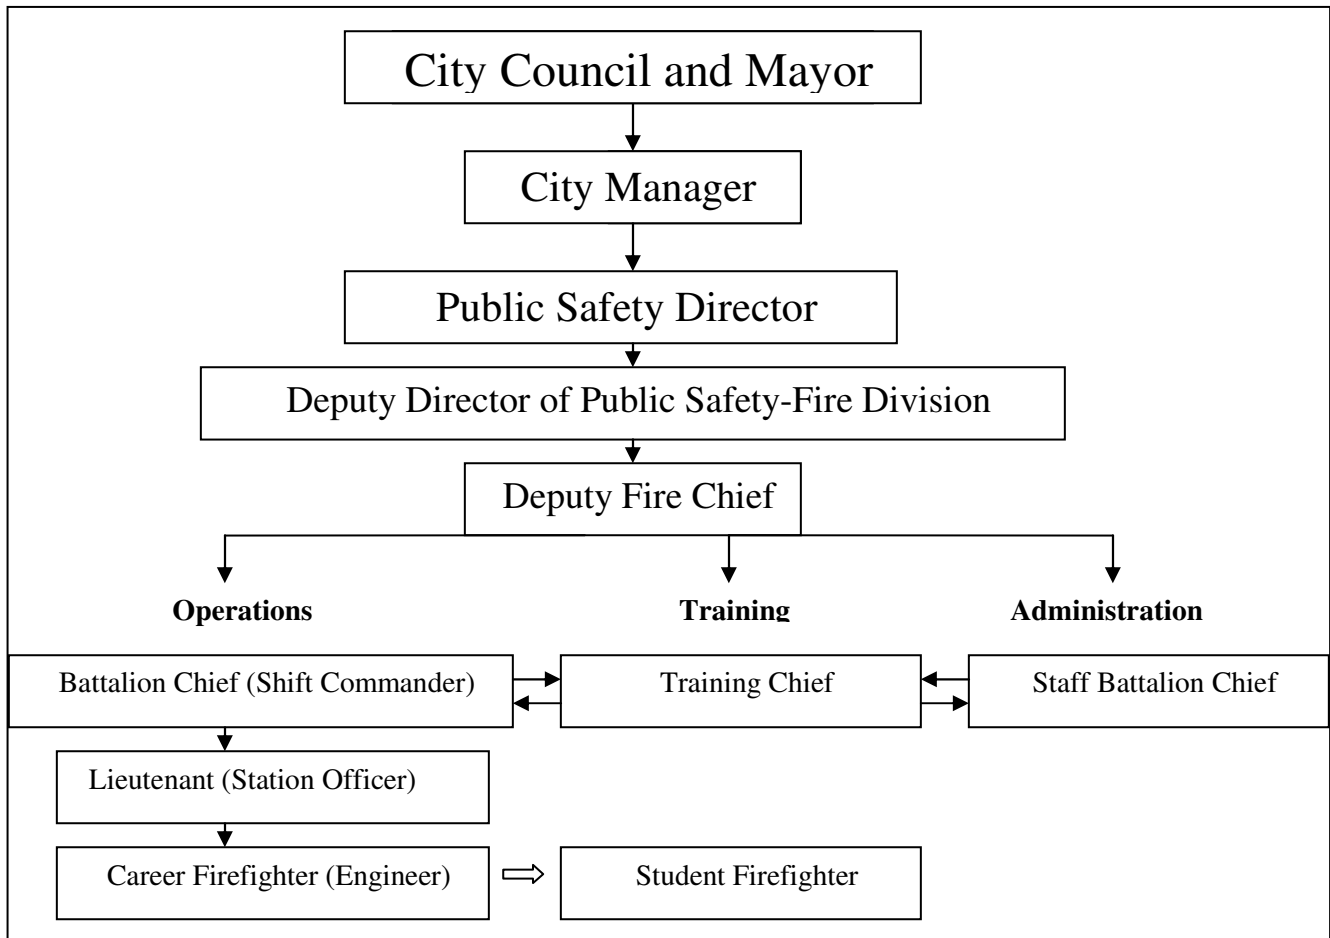 City Council and Mayor
City Manager
Public Safety Director
Deputy Director of Public Safety-Fire Division
Deputy Fire Chief
Operations
Training
Administration
Battalion Chief (Shift Commander)
Training Chief
Staff Battalion Chief
Lieutenant (Station Officer)
Career Firefighter (Engineer)
Student Firefighter